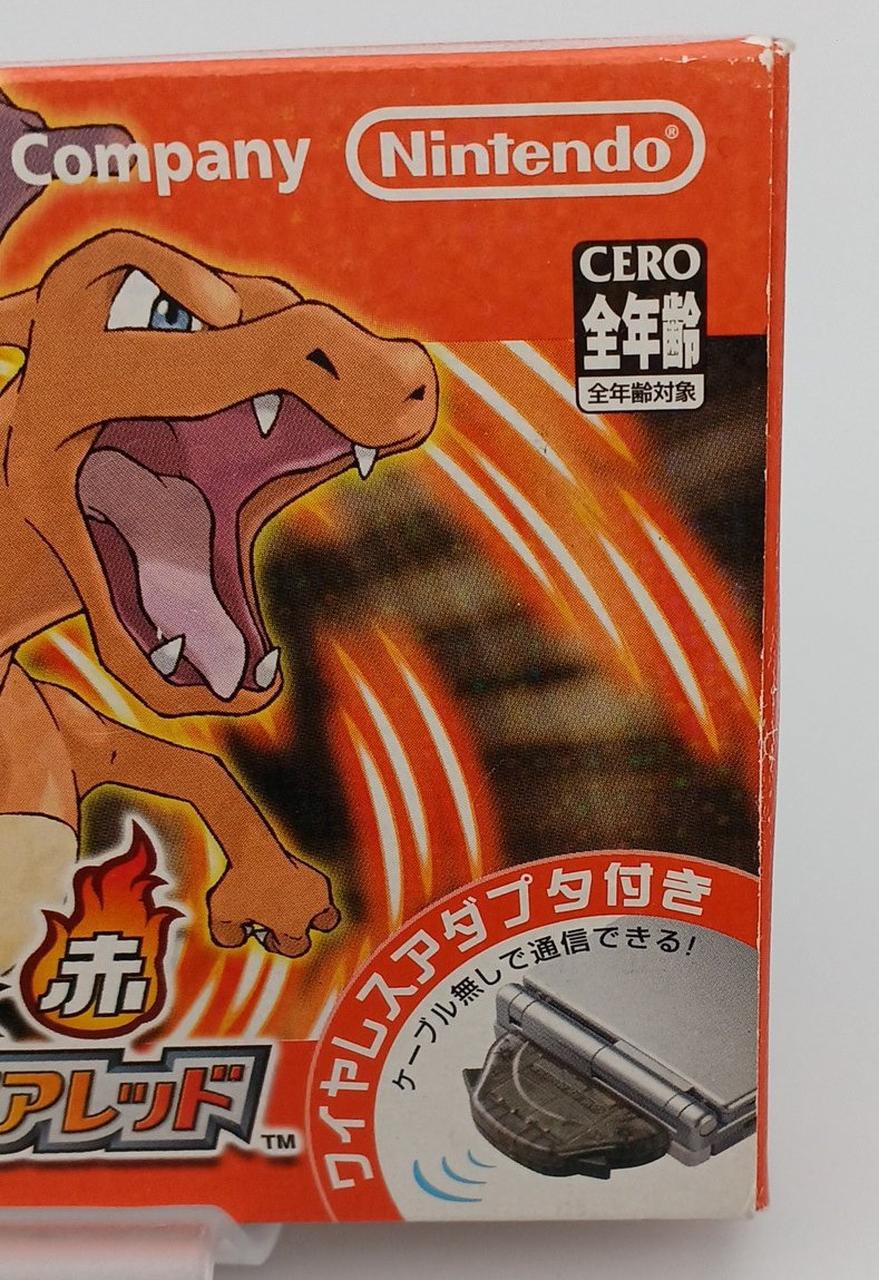 Company
Nintendo®
CERO
全年齢
全年齢対象
赤
アレッド
TM
ワイヤレスアダプタ付き
ケーブル無しで通信できる!